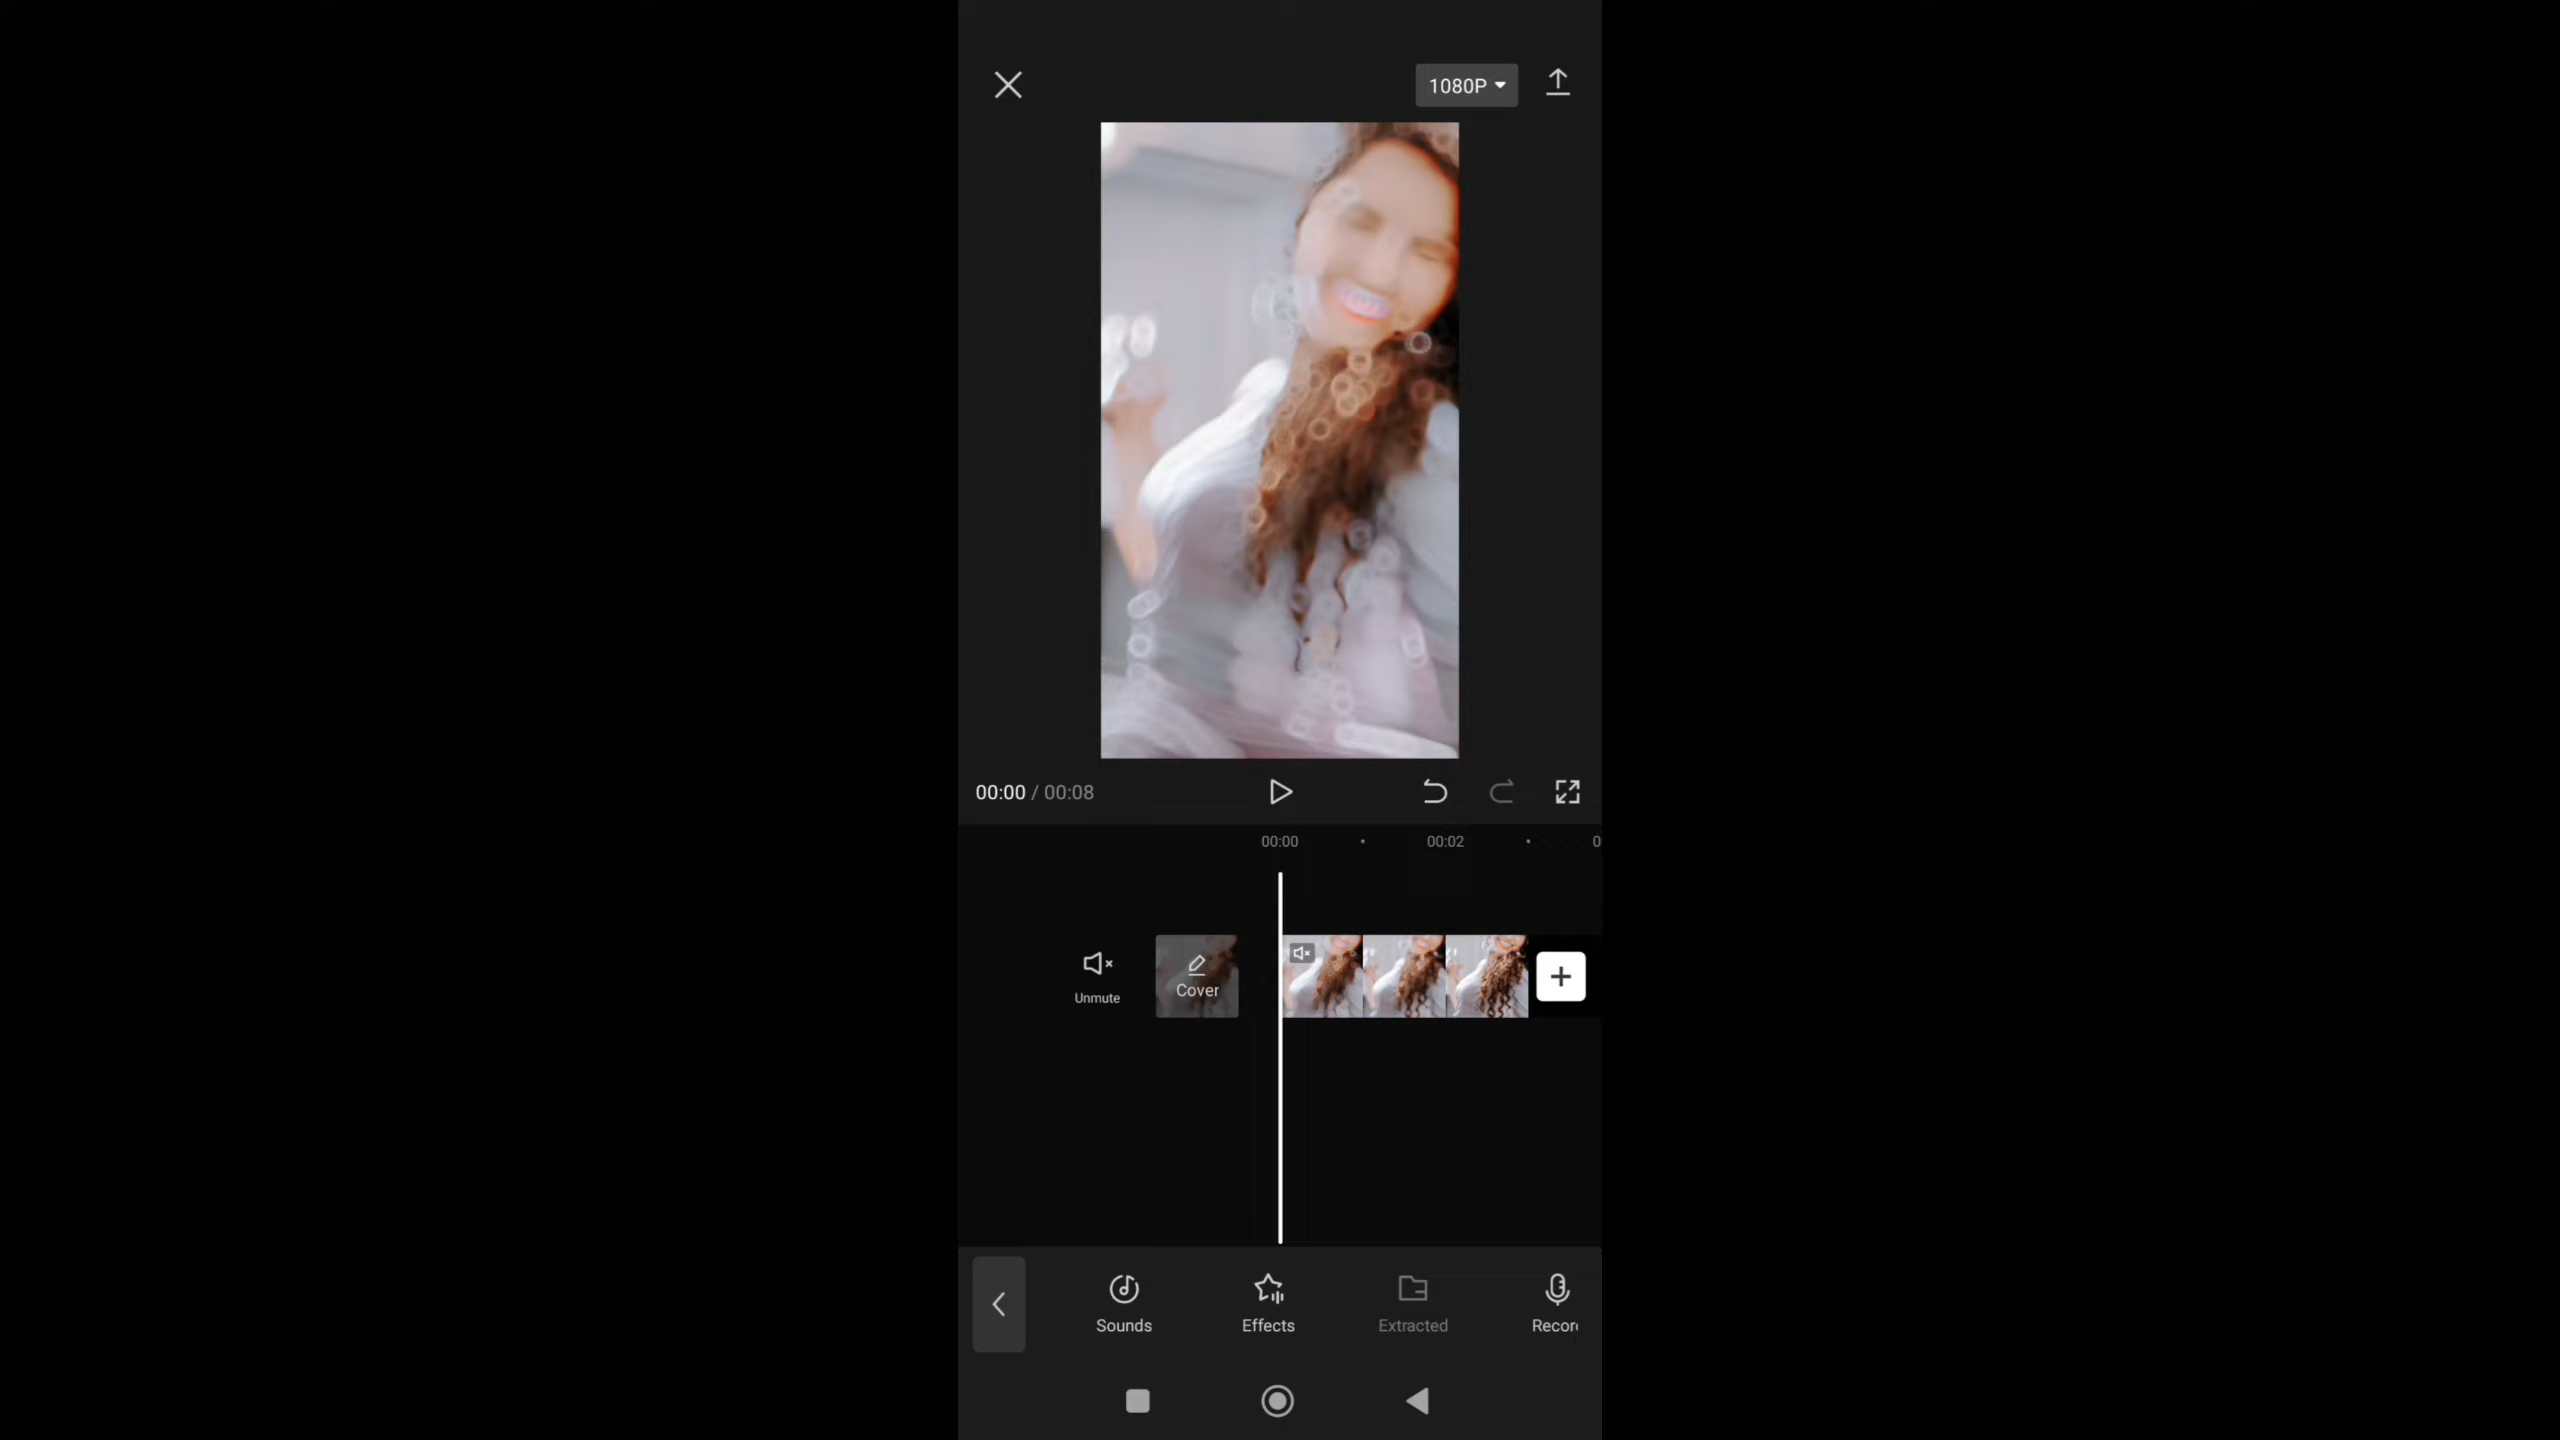 1080P
00:00 / 00:08
00:00 00:02
Unmute
Cover
Sounds Effects Extracted